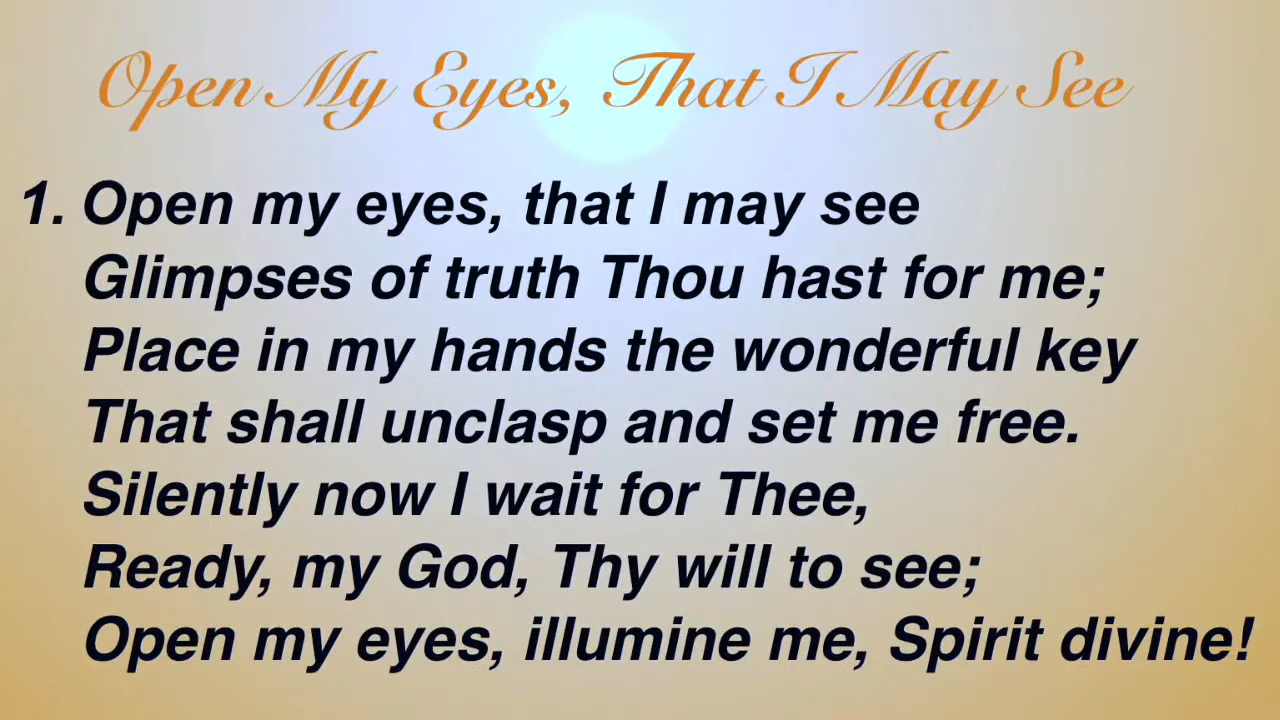 Open My Eyes, That I May See
1. Open my eyes, that I may see
Glimpses of truth Thou hast for me;
Place in my hands the wonderful key
That shall unclasp and set me free.
Silently now I wait for Thee,
Ready, my God, Thy will to see;
Open my eyes, illumine me, Spirit divine!